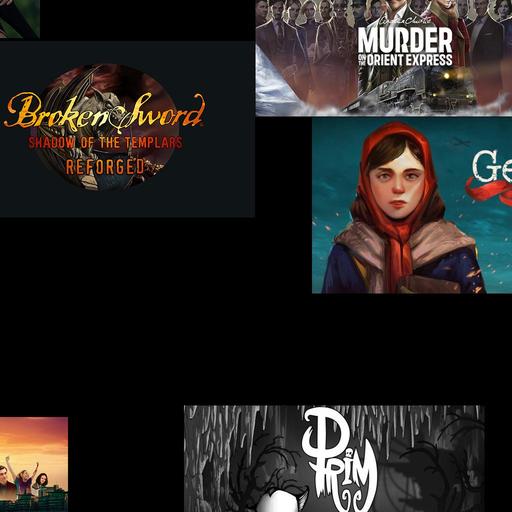 Agatha Christie
MURDER
ON THE ORIENT EXPRESS
Broken Sword
SHADOW OF THE TEMPLARS
REFORGED
Ge
PRIM